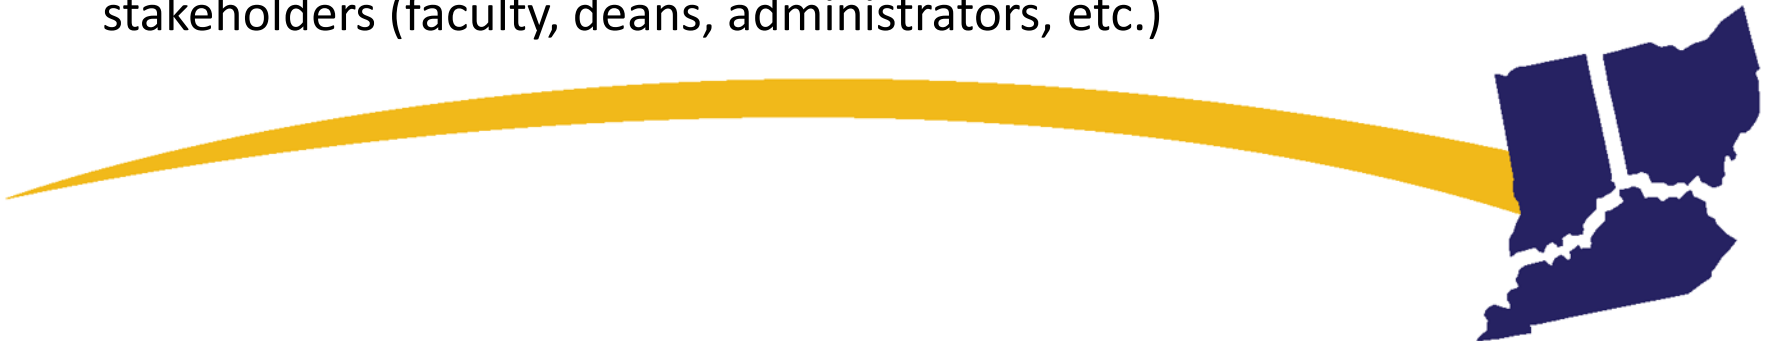 stakeholders (faculty, deans, administrators, etc.)